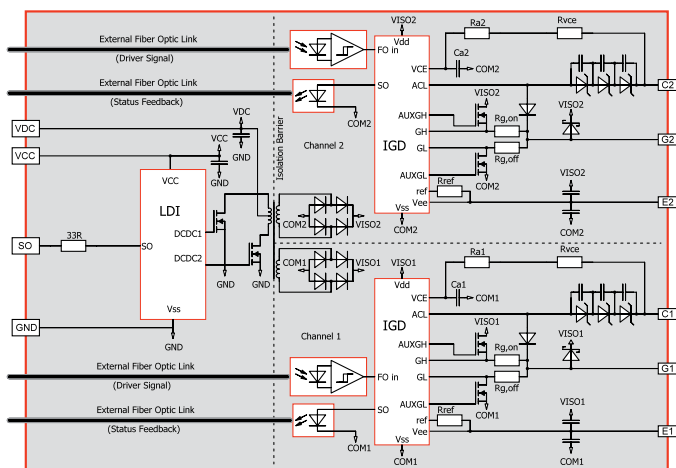 External Fiber Optic Link
(Driver Signal)
External Fiber Optic Link
(Status Feedback)
VDC
VCC
SO
GND
33R
VDC
VCC
GND
GND
VCC
LDI
SO
DCDC1
DCDC2
Vss
GND
GND
GND
Isolation Barrier
Channel 2
COM2
VISO2
COM1
VISO1
Channel 1
FO in
SO
COM2
VISO2
Vdd
VCE
ACL
AUXGH
GH
IGD
GL
AUXGL
ref
Vee
Vss
COM2
Ra2
Rvce
Ca2
COM2
VISO2
Rg,on
Rg,off
COM2
Rref
VISO2
VISO2
COM2
C2
G2
E2
VISO1
Vdd
VCE
ACL
IGD
AUXGH
GH
GL
FO in
SO
AUXGL
ref
Vee
Vss
COM1
Ra1
Rvce
Ca1
COM1
VISO1
Rg,on
Rg,off
COM1
Rref
VISO1
VISO1
COM1
C1
G1
E1
External Fiber Optic Link
(Driver Signal)
External Fiber Optic Link
(Status Feedback)
COM1